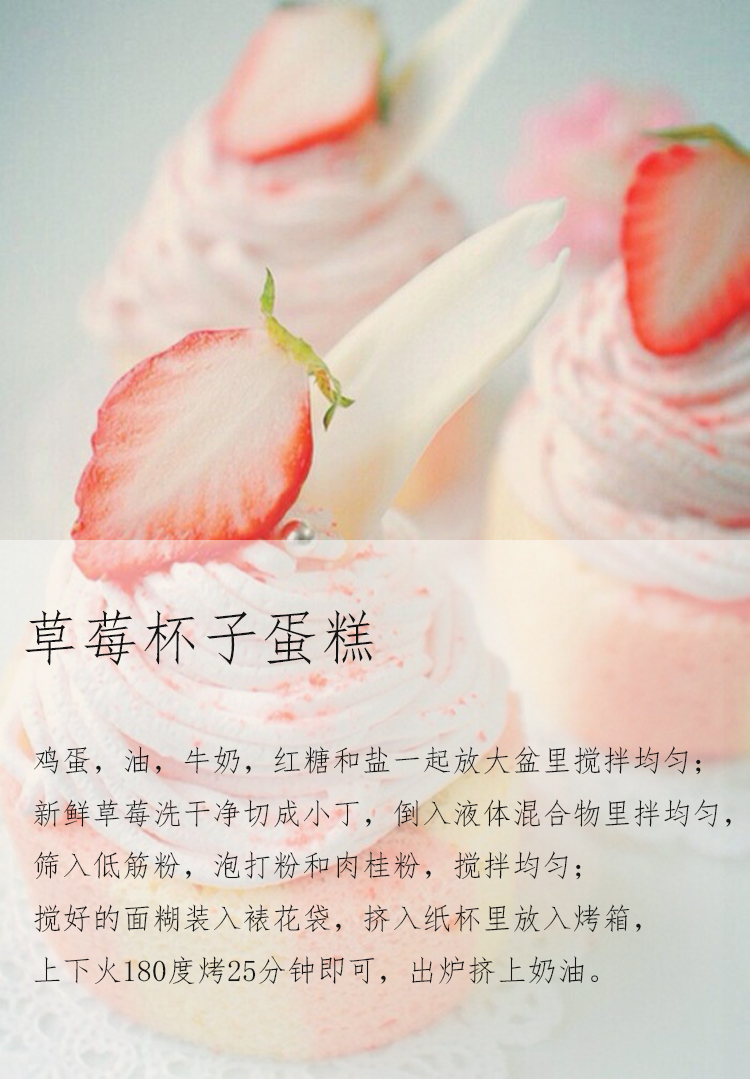 草莓杯子蛋糕
鸡蛋，油，牛奶，红糖和盐一起放大盆里搅拌均匀；
新鲜草莓洗干净切成小丁，倒入液体混合物里拌均匀，
筛入低筋粉，泡打粉和肉桂粉，搅拌均匀；
搅好的面糊装入裱花袋，挤入纸杯里放入烤箱，
上下火180度烤25分钟即可，出炉挤上奶油。